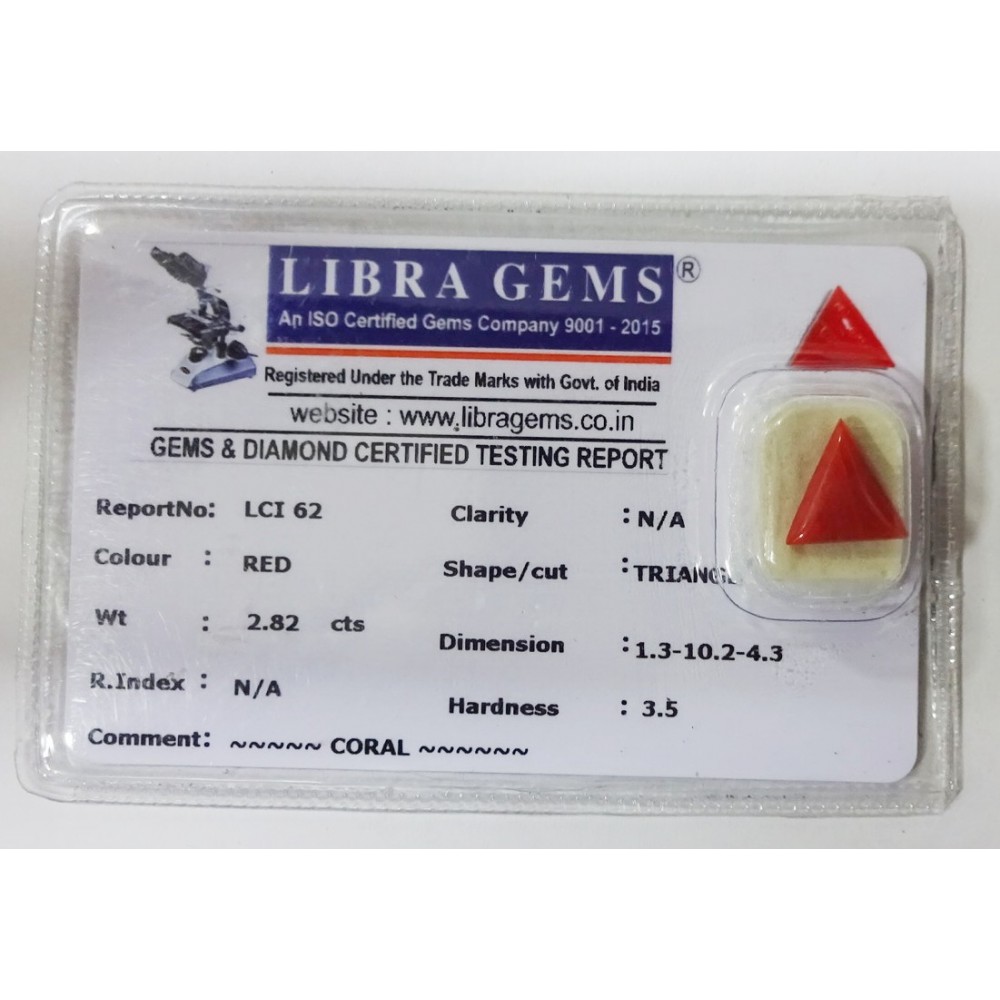 LIBRA GEMS ®
An ISO Certified Gems Company 9001 - 2015
Registered Under the Trade Marks with Govt. of India
website : www.libragems.co.in
GEMS & DIAMOND CERTIFIED TESTING REPORT
ReportNo: LCI 62 Clarity : N/A
Colour : RED Shape/cut : TRIANGL
Wt : 2.82 cts Dimension : 1.3-10.2-4.3
R.Index : N/A Hardness : 3.5
Comment: ~~~~~ CORAL ~~~~~~